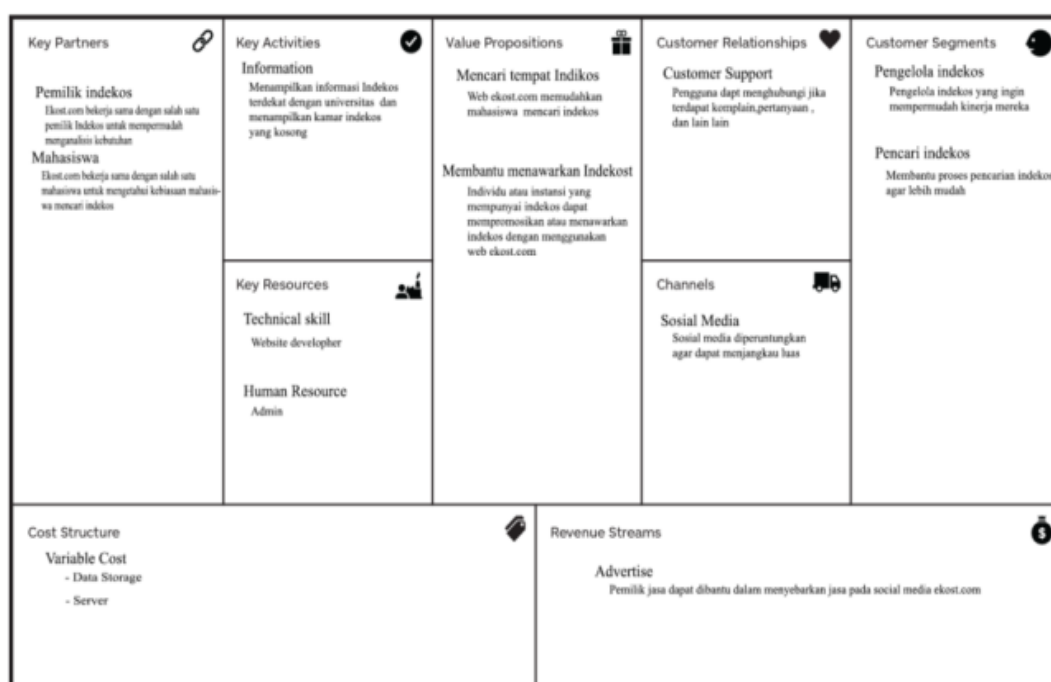 Key Partners
Pemilik indekos
Ekost.com bekerja sama dengan salah satu
pemilik Indekos untuk mempermudah
menganalisis kebutuhan
Mahasiswa
Ekost.com bekerja sama dengan salah satu
mahasiswa untuk mengetahui kebiasaan mahasis-
wa mencari indekos
Key Activities
Information
Menampilkan informasi Indekos
terdekat dengan universitas dan
menampilkan kamar indekos
yang kosong
Key Resources
Technical skill
Website developher
Human Resource
Admin
Value Propositions
Mencari tempat Indikos
Web ekost.com memudahkan
mahasiswa mencari indekos
Membantu menawarkan Indekost
Individu atau instansi yang
mempunyai indekos dapat
mempromosikan atau menawarkan
indekos dengan menggunakan
web ekost.com
Customer Relationships
Customer Support
Pengguna dapt menghubungi jika
terdapat komplain,pertanyaan ,
dan lain lain
Channels
Sosial Media
Sosial media diperuntungkan
agar dapat menjangkau luas
Customer Segments
Pengelola indekos
Pengelola indekos yang ingin
mempermudah kinerja mereka
Pencari indekos
Membantu proses pencarian indekos
agar lebih mudah
Cost Structure
Variable Cost
- Data Storage
- Server
Revenue Streams
$
Advertise
Pemilik jasa dapat dibantu dalam menyebarkan jasa pada social media ekost.com